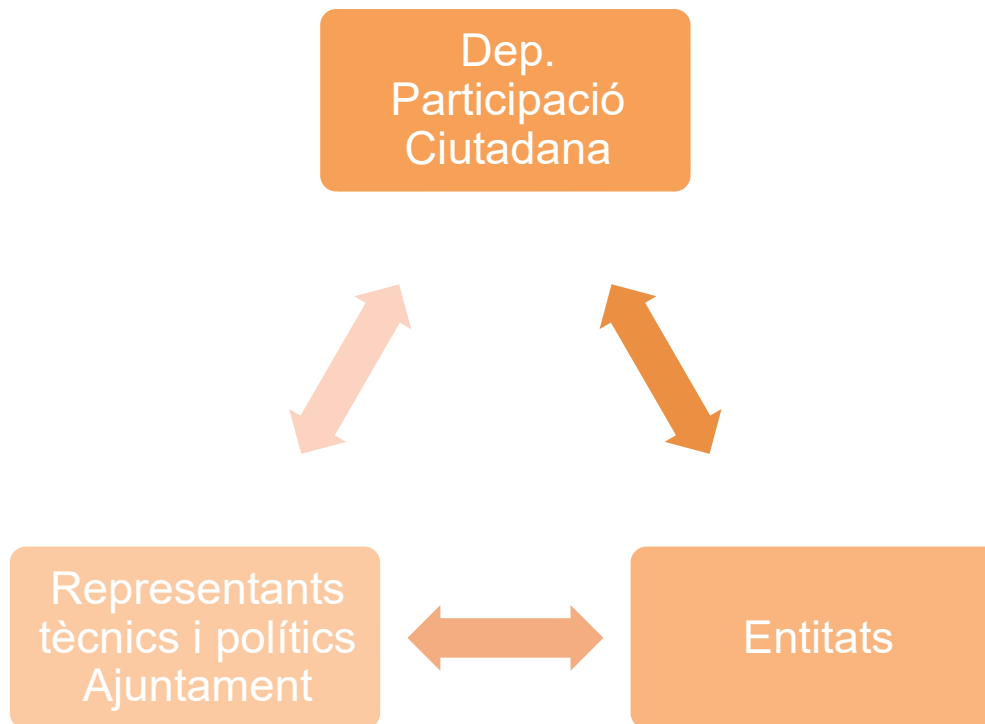 Dep.
Participació
Ciutadana
Representants
tècnics i polítics
Ajuntament
Entitats